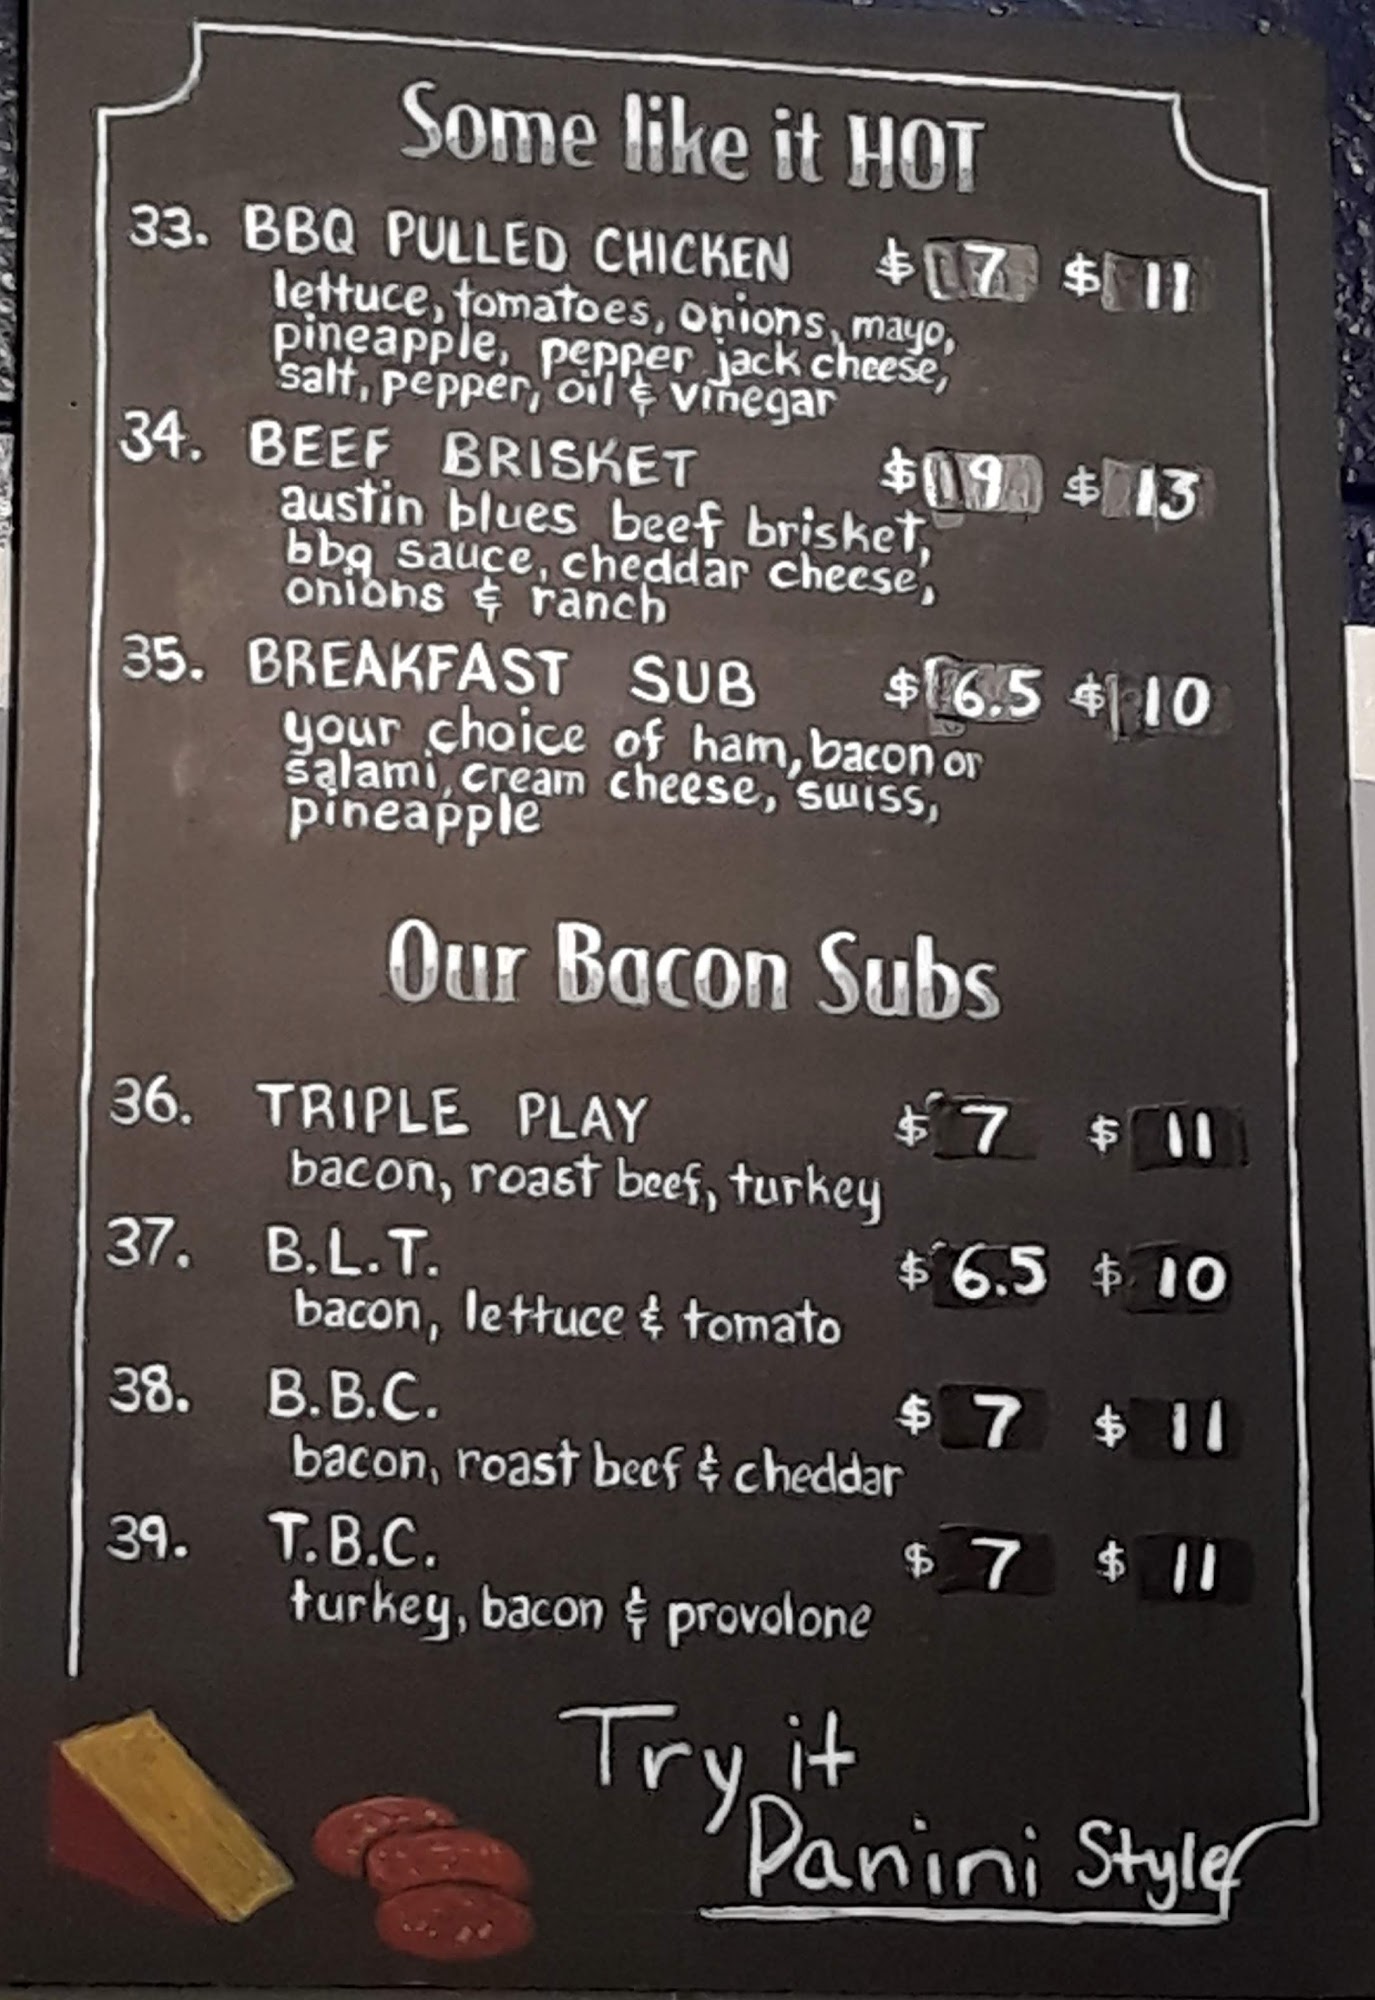 Some like it HOT
33. BBQ PULLED CHICKEN $ 7 $ 11
lettuce, tomatoes, onions, mayo,
pineapple, pepper jack cheese,
salt, pepper, oil & vinegar
34. BEEF BRISKET $ 9 $ 13
austin blues beef brisket,
bbq sauce, cheddar cheese,
onions & ranch
35. BREAKFAST SUB $ 6.5 $ 10
your choice of ham, bacon or
salami, cream cheese, swiss,
pineapple
Our Bacon Subs
36. TRIPLE PLAY $ 7 $ 11
bacon, roast beef, turkey
37. B.L.T. $ 6.5 $ 10
bacon, lettuce & tomato
38. B.B.C. $ 7 $ 11
bacon, roast beef & cheddar
39. T.B.C. $ 7 $ 11
turkey, bacon & provolone
Try it
Panini Style